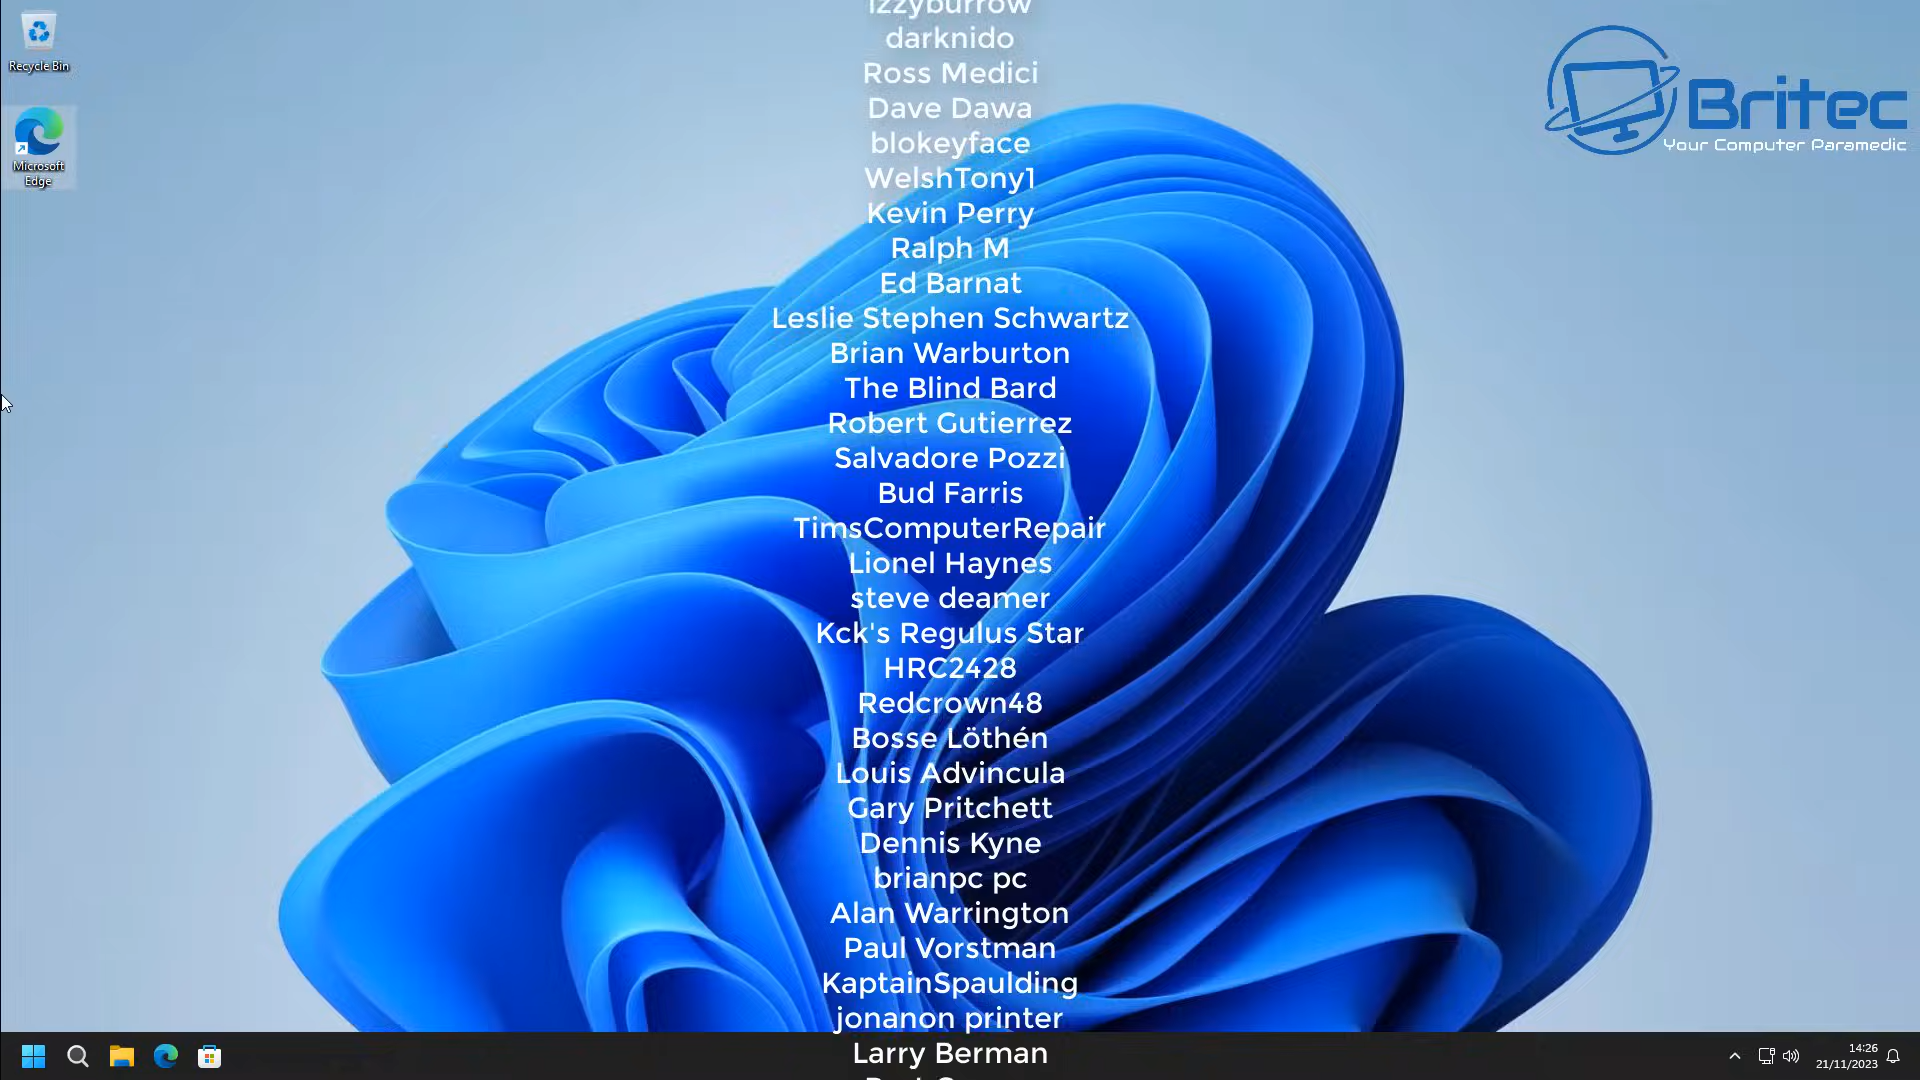 izzyburrow
darknido
Ross Medici
Dave Dawa
blokeyface
WelshTony1
Kevin Perry
Ralph M
Ed Barnat
Leslie Stephen Schwartz
Brian Warburton
The Blind Bard
Robert Gutierrez
Salvadore Pozzi
Bud Farris
TimsComputerRepair
Lionel Haynes
steve deamer
Kck's Regulus Star
HRC2428
Redcrown48
Bosse Löthén
Louis Advincula
Gary Pritchett
Dennis Kyne
brianpc pc
Alan Warrington
Paul Vorstman
KaptainSpaulding
jonanon printer
Larry Berman
Recycle Bin
Microsoft
Edge
Britec
Your Computer Paramedic
14:26
21/11/2023